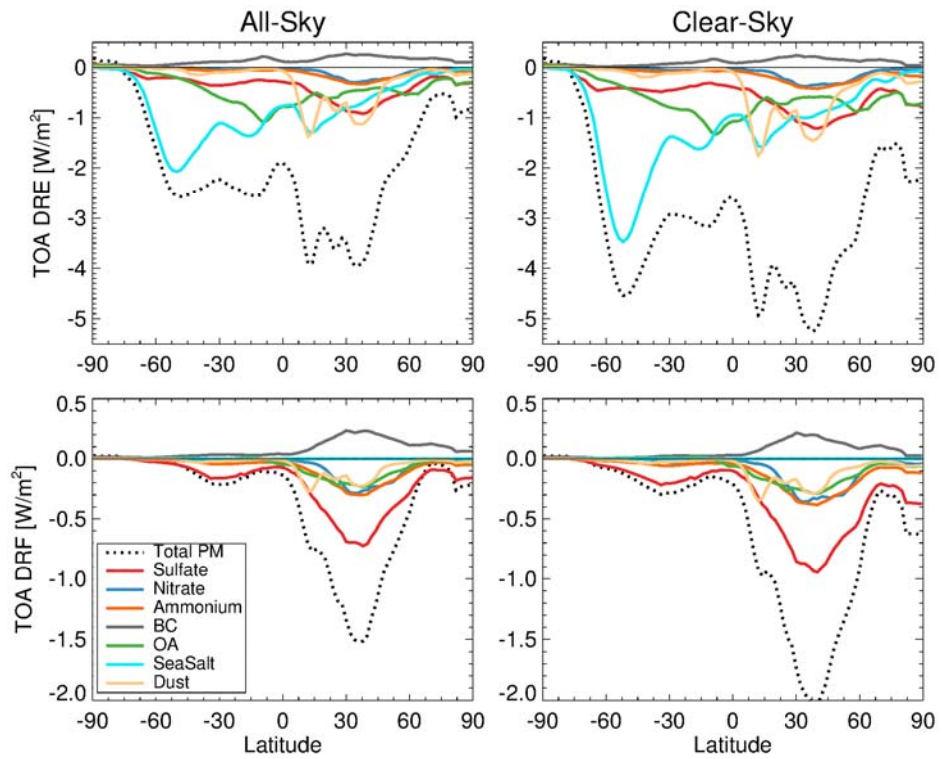 All-Sky
Clear-Sky
TOA DRE [W/m²]
0
-1
-2
-3
-4
-5
-90 -60 -30 0 30 60 90
0
-1
-2
-3
-4
-5
-90 -60 -30 0 30 60 90
TOA DRF [W/m²]
0.5
0.0
-0.5
-1.0
-1.5
-2.0
Total PM
Sulfate
Nitrate
Ammonium
BC
OA
SeaSalt
Dust
-90 -60 -30 0 30 60 90
Latitude
0.5
0.0
-0.5
-1.0
-1.5
-2.0
-90 -60 -30 0 30 60 90
Latitude